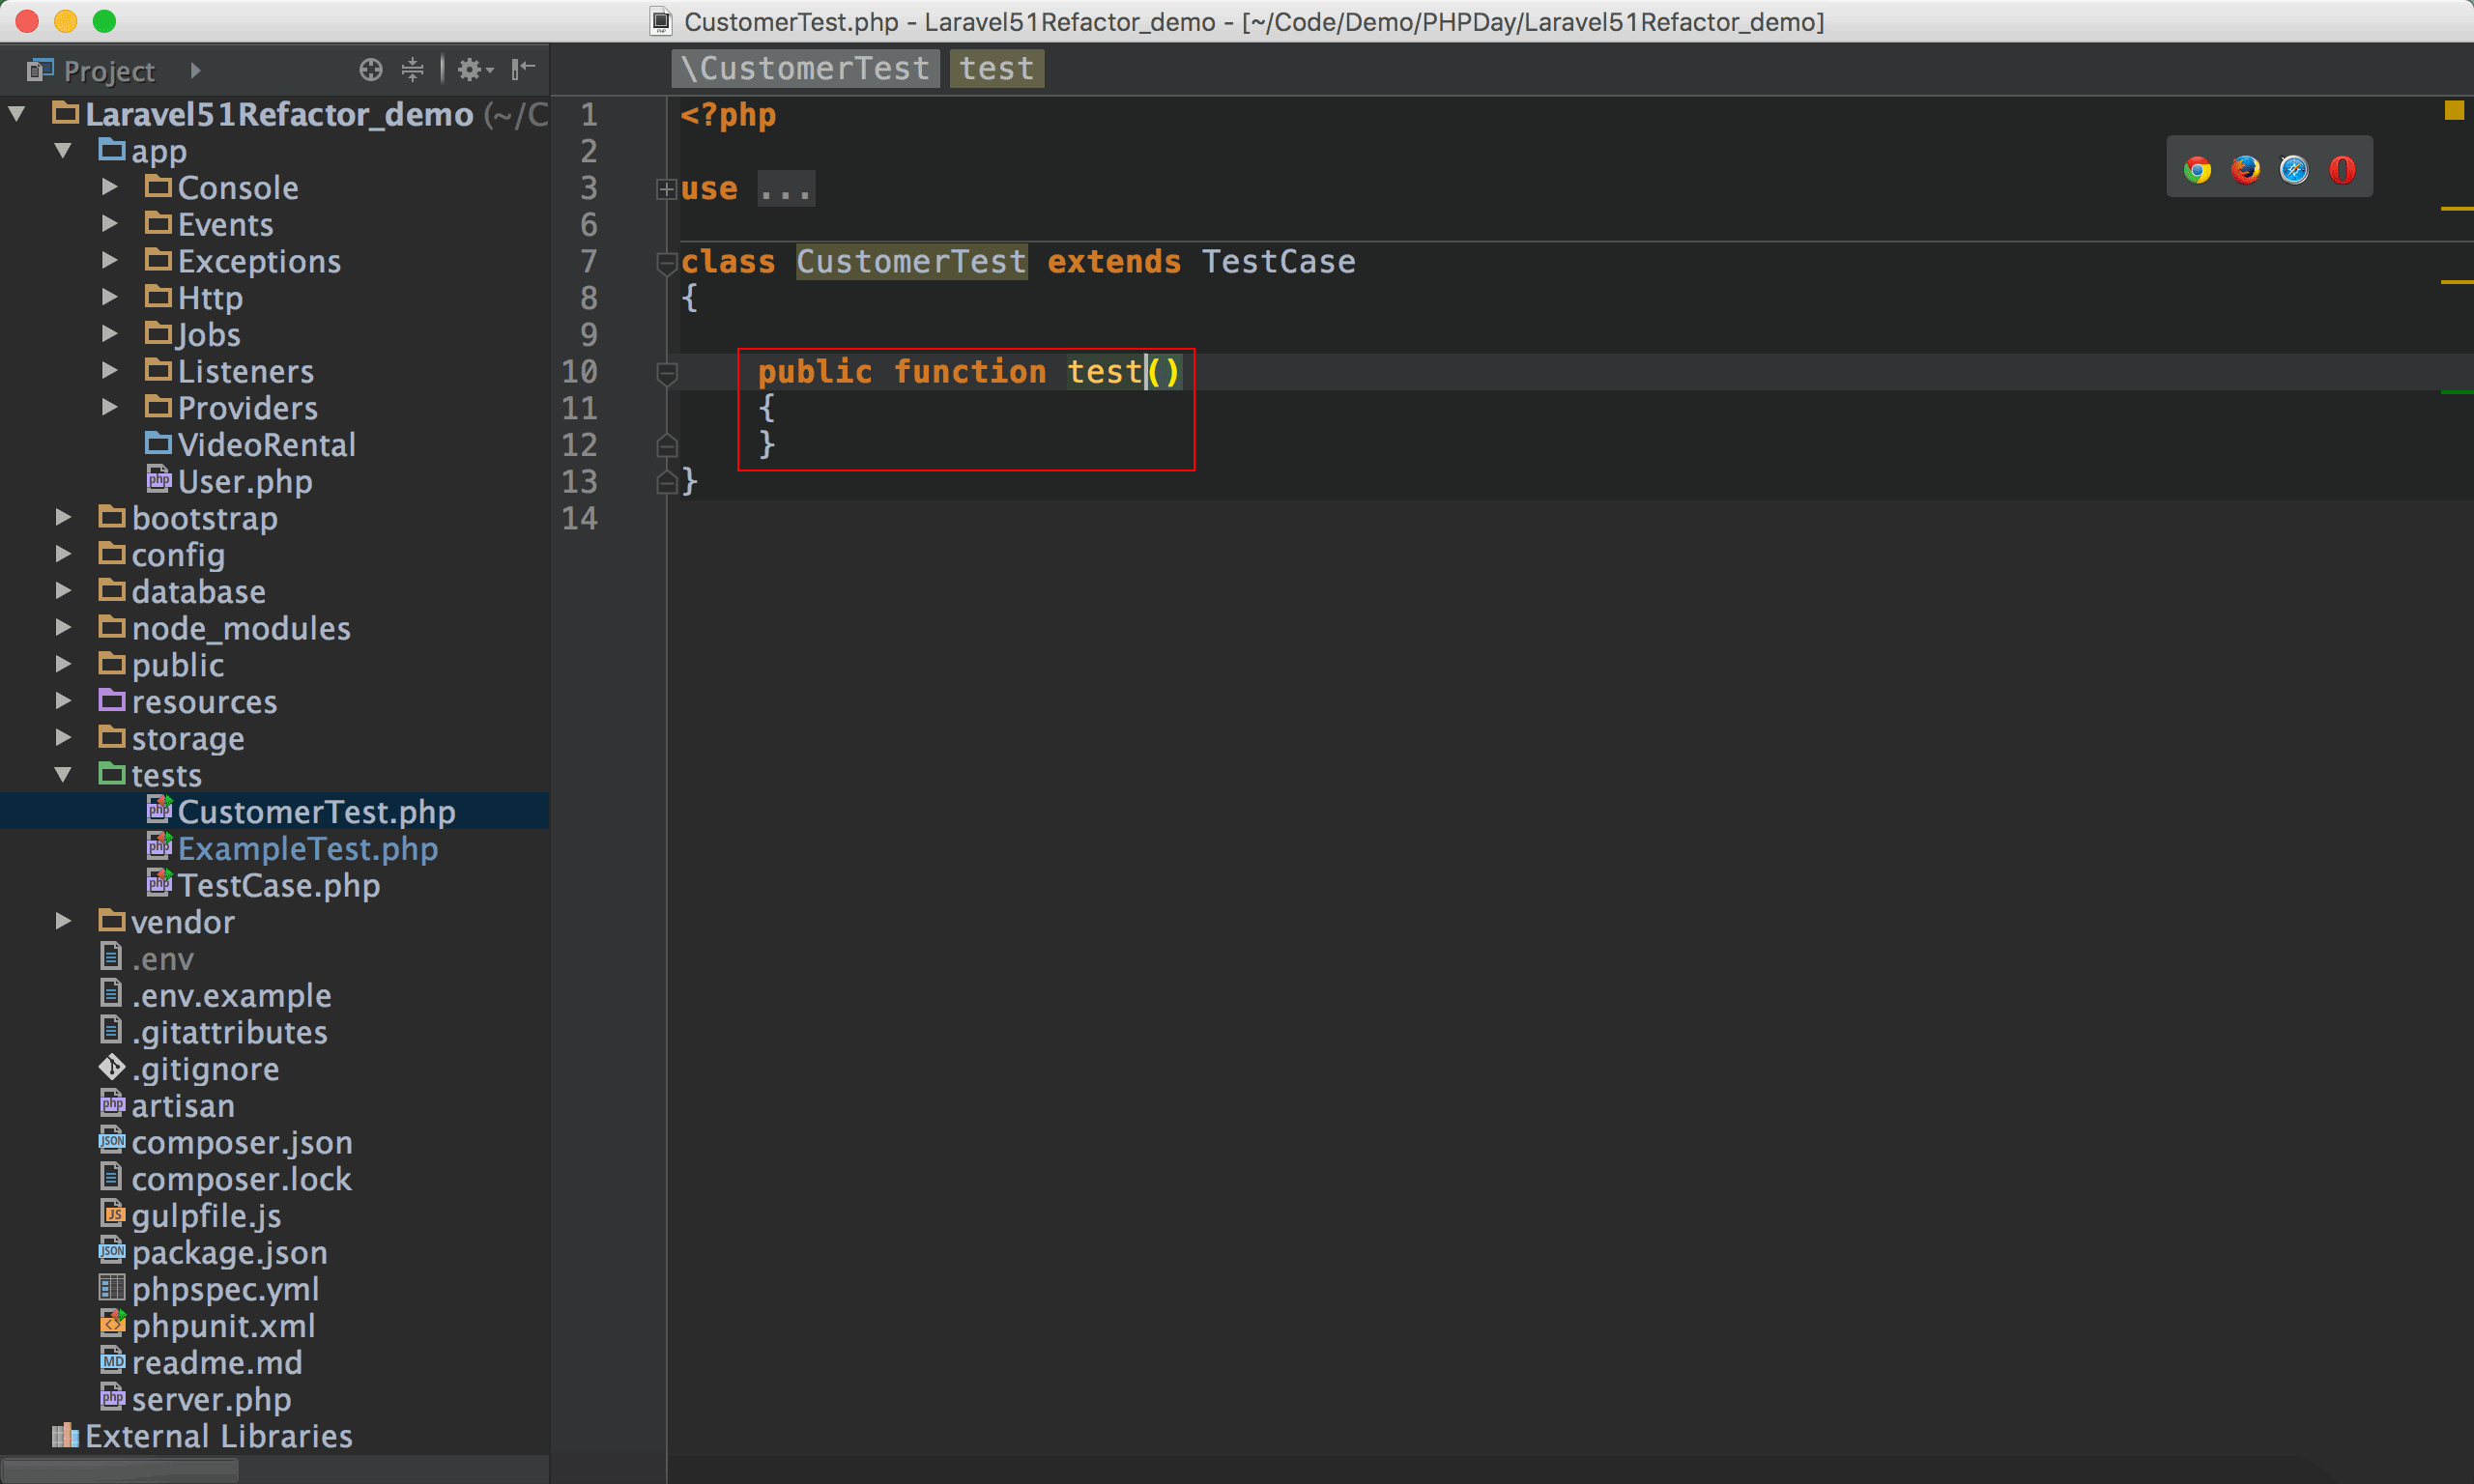 CustomerTest.php - Laravel51Refactor_demo - [~/Code/Demo/PHPDay/Laravel51Refactor_demo]
Project
Laravel51Refactor_demo (~/C
app
Console
Events
Exceptions
Http
Jobs
Listeners
Providers
VideoRental
User.php
bootstrap
config
database
node_modules
public
resources
storage
tests
CustomerTest.php
ExampleTest.php
TestCase.php
vendor
.env
.env.example
.gitattributes
.gitignore
artisan
composer.json
composer.lock
gulpfile.js
package.json
phpspec.yml
phpunit.xml
readme.md
server.php
External Libraries
\CustomerTest test
1 <?php
2
3 use ...
6
7 class CustomerTest extends TestCase
8 {
9
10 public function test()
11 {
12 }
13 }
14